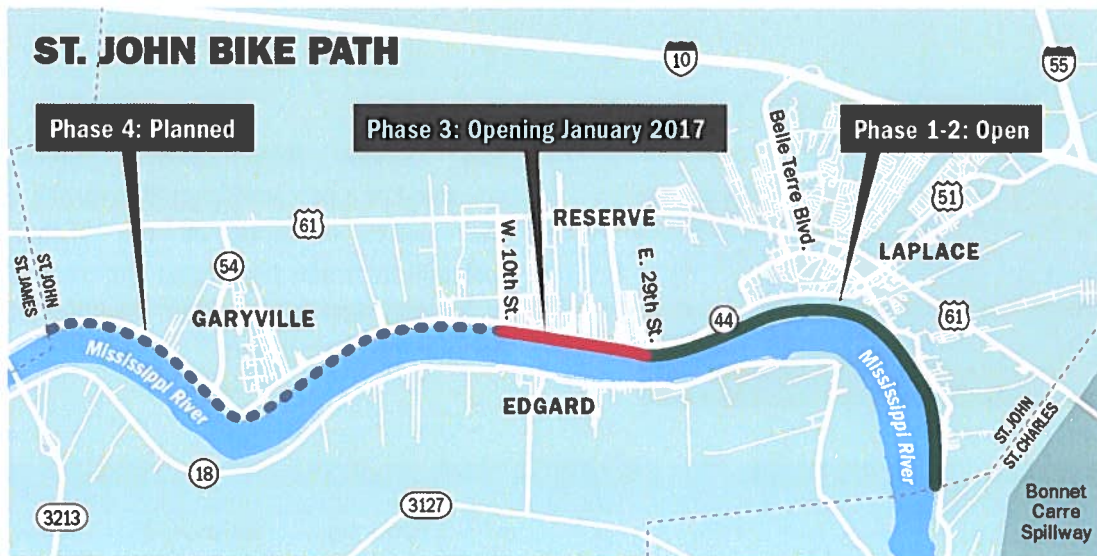 ST. JOHN BIKE PATH
10
55
Phase 4: Planned
Phase 3: Opening January 2017
Phase 1-2: Open
Belle Terre Blvd.
51
61
RESERVE
W. 10th St.
E. 29th St.
LAPLACE
54
ST. JOHN
ST. JAMES
GARYVILLE
44
61
Mississippi River
EDGARD
Mississippi River
ST. JOHN
ST. CHARLES
18
3213
3127
Bonnet
Carre
Spillway